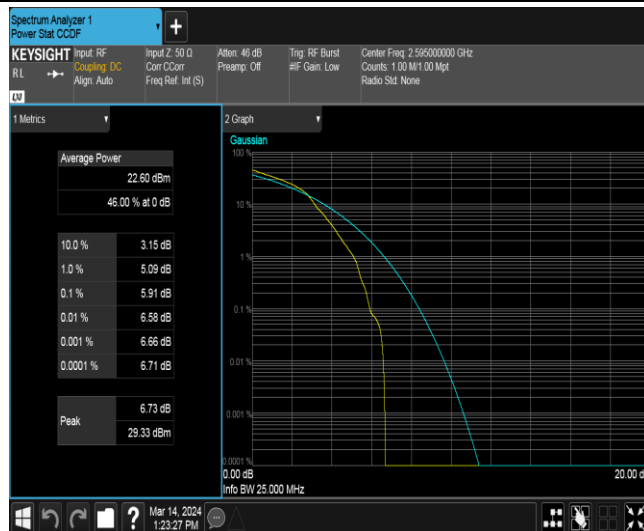 Spectrum Analyzer 1
Power Stat CCDF
KEYSIGHT
RL
Input: RF
Coupling: DC
Align: Auto
Input Z: 50 Ω
Corr CCorr
Freq Ref: Int (S)
Atten: 46 dB
Preamp: Off
Trig: RF Burst
#IF Gain: Low
Center Freq: 2.595000000 GHz
Counts: 1.00 M/1.00 Mpt
Radio Std: None
1 Metrics
Average Power
22.60 dBm
46.00 % at 0 dB
10.0 % 3.15 dB
1.0 % 5.09 dB
0.1 % 5.91 dB
0.01 % 6.58 dB
0.001 % 6.66 dB
0.0001 % 6.71 dB
Peak 6.73 dB
29.33 dBm
2 Graph
Gaussian
100 %
10 %
1 %
0.1 %
0.01 %
0.001 %
0.0001 %
0.00 dB 20.00 d
Info BW 25.000 MHz
Mar 14, 2024
1:23:27 PM